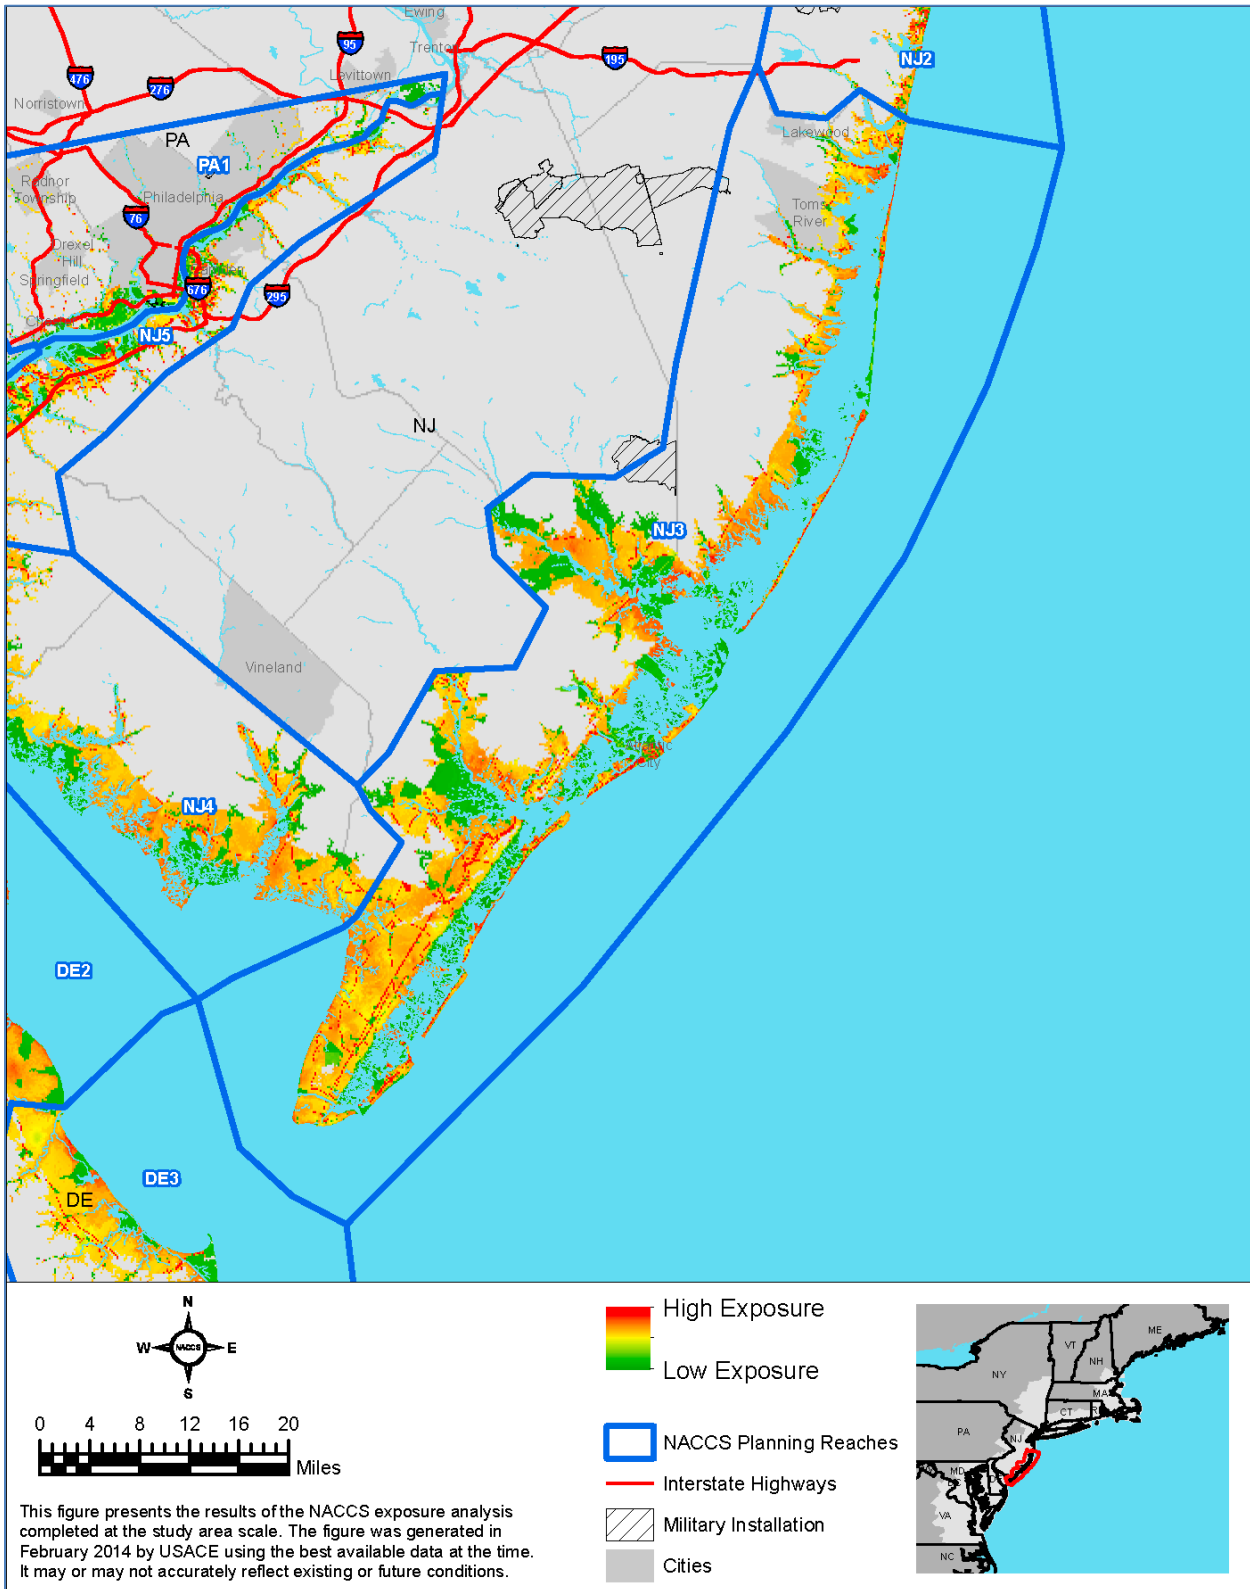 Ewing
Trenton
95
195
NJ2
476
276
Levittown
Norristown
PA
Lakewood
PA1
Radnor
Township
Philadelphia
76
Toms
River
Drexel
Hill
Springfield
676
295
NJ5
NJ
NJ3
Vineland
Atlantic
City
NJ4
DE2
DE3
DE
N
W
NACCS
E
S
0 4 8 12 16 20
Miles
This figure presents the results of the NACCS exposure analysis
completed at the study area scale. The figure was generated in
February 2014 by USACE using the best available data at the time.
It may or may not accurately reflect existing or future conditions.
High Exposure
Low Exposure
NACCS Planning Reaches
Interstate Highways
Military Installation
Cities
ME
VT
NH
NY
MA
CT
PA
NJ
MD
VA
NC